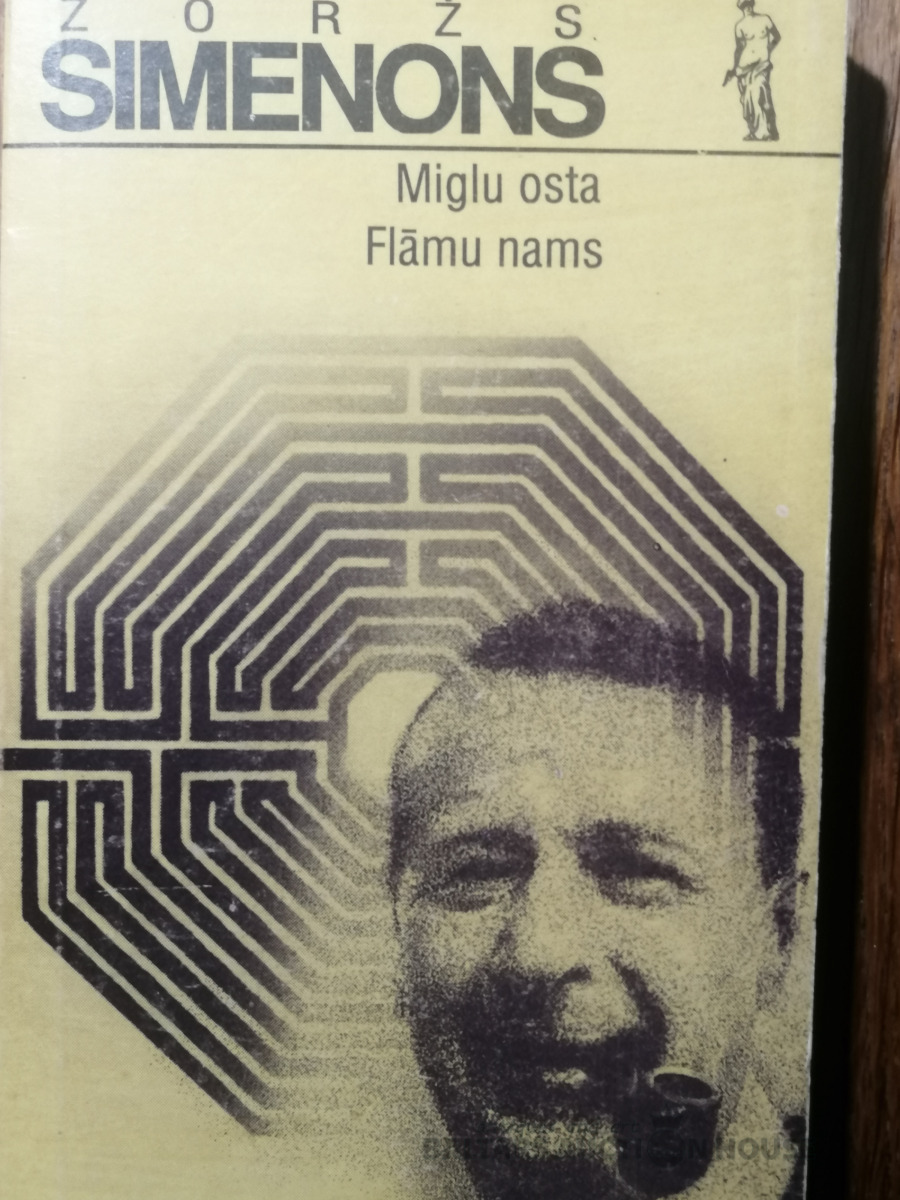 ŽORŽS
SIMENONS
Miglu osta
Flāmu nams